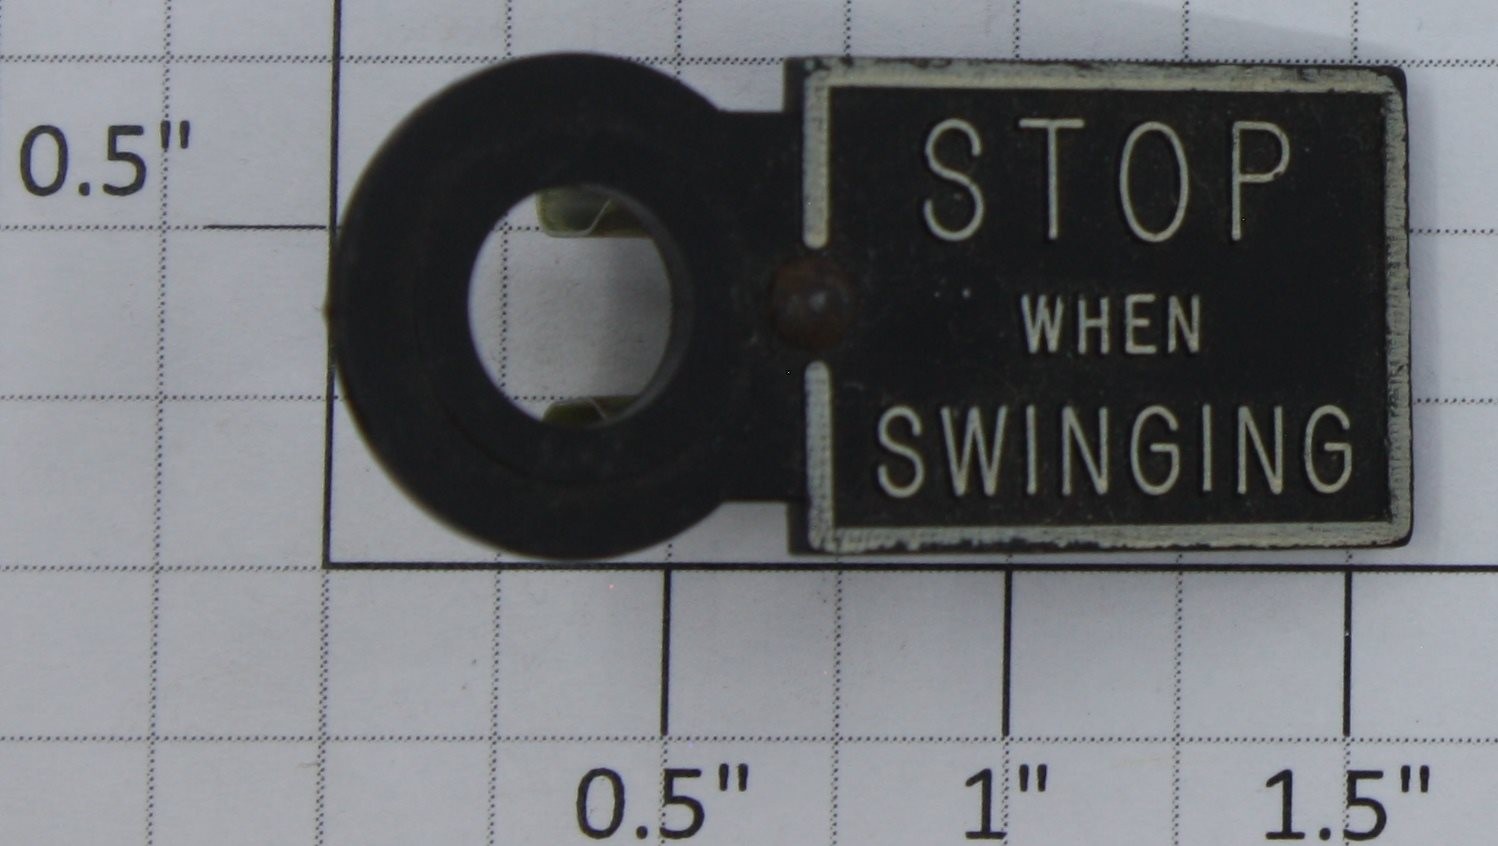 0.5"
STOP
WHEN
SWINGING
0.5" 1" 1.5"